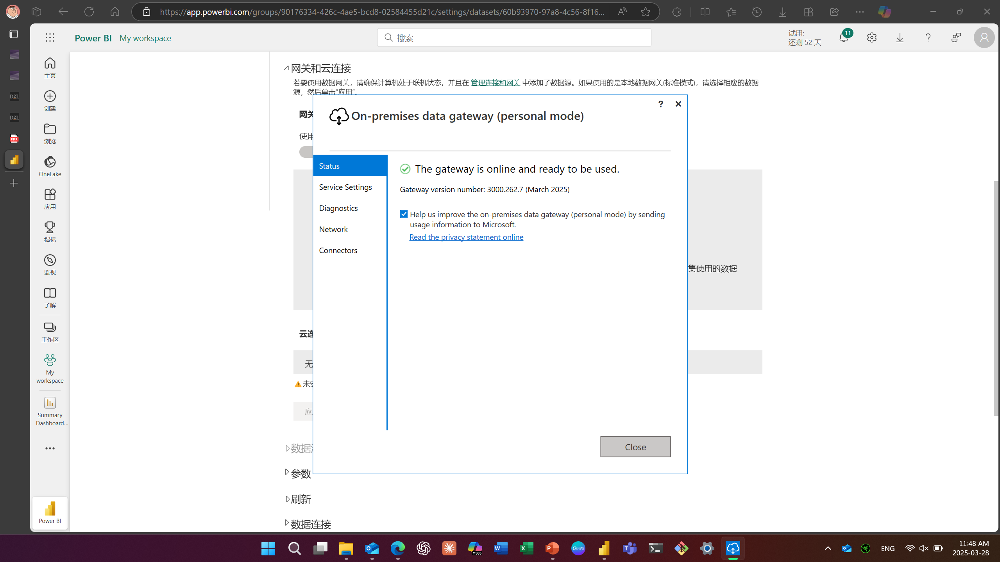 https://app.powerbi.com/groups/90176334-426c-4ae5-bcd8-02584455d21c/settings/datasets/60b93970-97a8-4c56-8f16...
Power BI My workspace
搜索
试用:
还剩 52 天
11
D2L
D2L
PDF
主页
创建
浏览
OneLake
应用
指标
监视
了解
工作区
My
workspace
Summary
Dashboard...
Power BI
网关和云连接
若要使用数据网关，请确保计算机处于联机状态，并且在 管理连接和网关 中添加了数据源。如果使用的是本地数据网关(标准模式)，请选择相应的数据
源，然后单击“应用”。
网关
使用
On-premises data gateway (personal mode)
Status
Service Settings
Diagnostics
Network
Connectors
The gateway is online and ready to be used.
Gateway version number: 3000.262.7 (March 2025)
Help us improve the on-premises data gateway (personal mode) by sending
usage information to Microsoft.
Read the privacy statement online
Close
集使用的数据
云连
无
未安
应
数据
参数
刷新
数据连接
M365
Canva
ENG
11:48 AM
2025-03-28